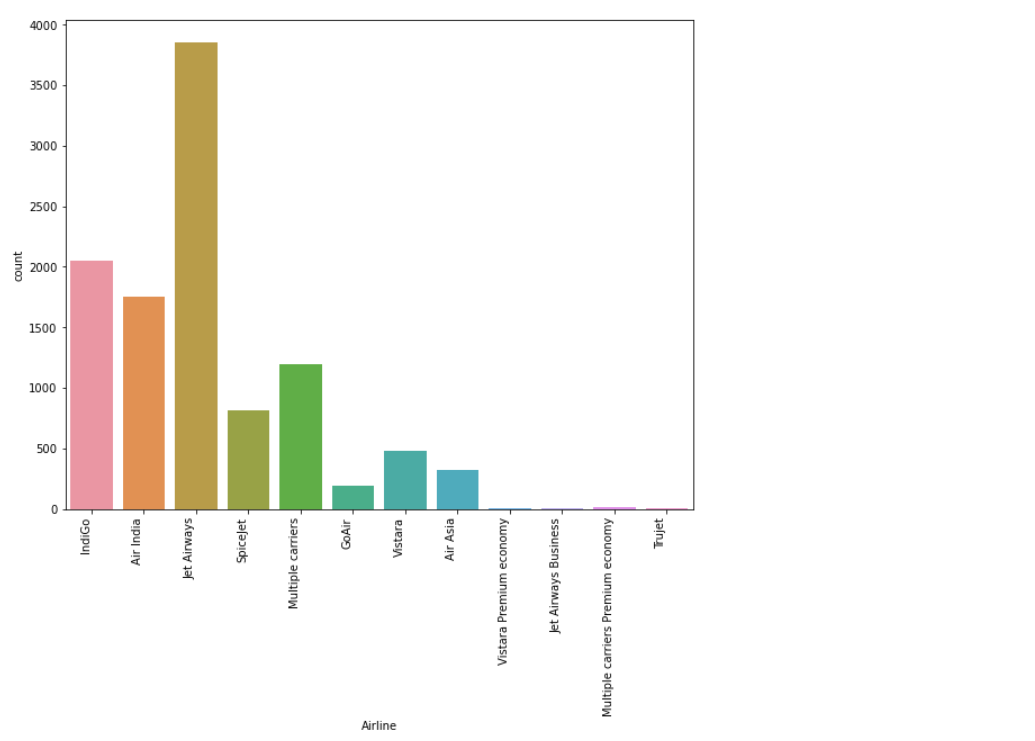 4000
3500
3000
2500
2000
1500
1000
500
0
count
IndiGo
Air India
Jet Airways
SpiceJet
Multiple carriers
GoAir
Vistara
Air Asia
Vistara Premium economy
Jet Airways Business
Multiple carriers Premium economy
Trujet
Airline